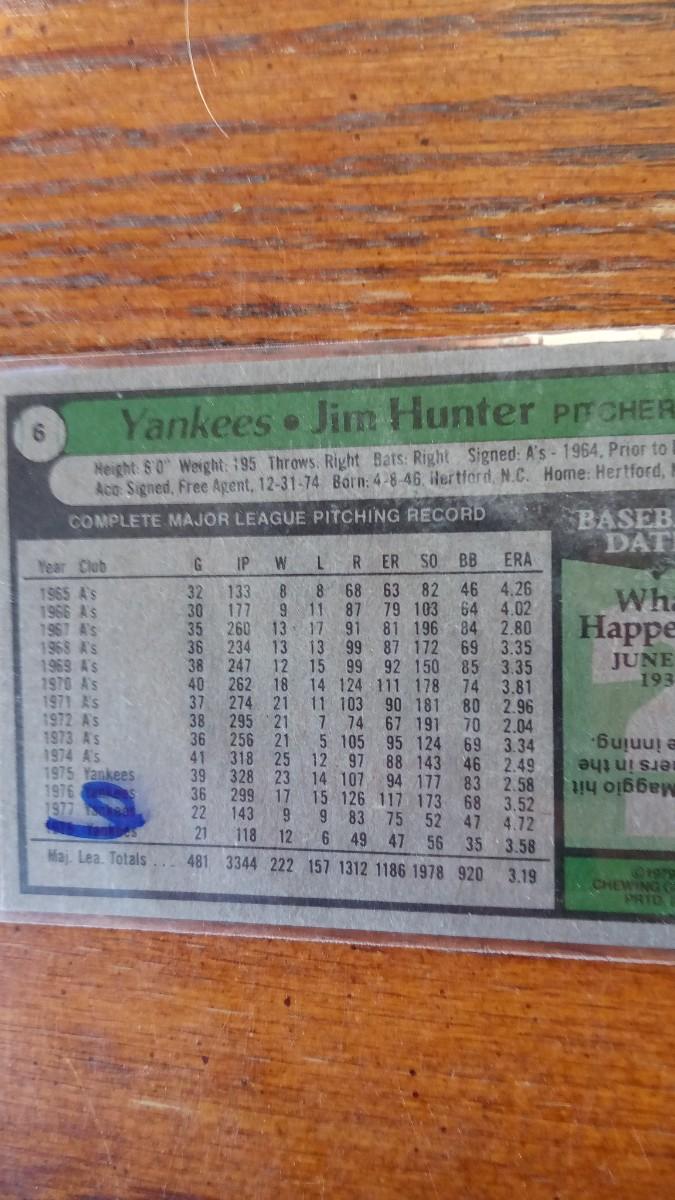 6
Yankees • Jim Hunter PITCHER
Height: 6'0" Weight: 195 Throws: Right Bats: Right Signed: A's - 1964, Prior to
Acq: Signed, Free Agent, 12-31-74 Born: 4-8-46, Hertford, N.C. Home: Hertford,
COMPLETE MAJOR LEAGUE PITCHING RECORD
Year Club G IP W L R ER SO BB ERA
1965 A's 32 133 8 8 68 63 82 46 4.26
1966 A's 30 177 9 11 87 79 103 64 4.02
1967 A's 35 260 13 17 91 81 196 84 2.80
1968 A's 36 234 13 13 99 87 172 69 3.35
1969 A's 38 247 12 15 99 92 150 85 3.35
1970 A's 40 262 18 14 124 111 178 74 3.81
1971 A's 37 274 21 11 103 90 181 80 2.96
1972 A's 38 295 21 7 74 67 191 70 2.04
1973 A's 36 256 21 5 105 95 124 69 3.34
1974 A's 41 318 25 12 97 88 143 46 2.49
1975 Yankees 39 328 23 14 107 94 177 83 2.58
1976 Yankees 36 299 17 15 126 117 173 68 3.52
1977 Yankees 22 143 9 9 83 75 52 47 4.72
Yankees 21 118 12 6 49 47 56 35 3.58
Maj. Lea. Totals ... 481 3344 222 157 1312 1186 1978 920 3.19
BASEB
DAT
Wha
Happe
JUNE
193
Maggio hit
ers in the
e inning.
©1979
CHEWING
PRTD.